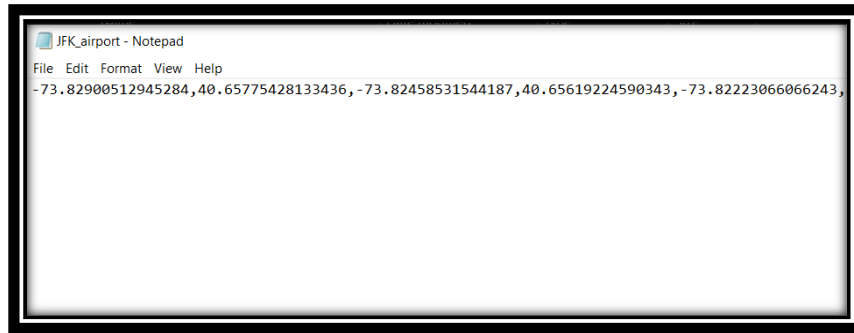 JFK_airport - Notepad
File Edit Format View Help
-73.82900512945284,40.65775428133436,-73.82458531544187,40.65619224590343,-73.82223066066243,